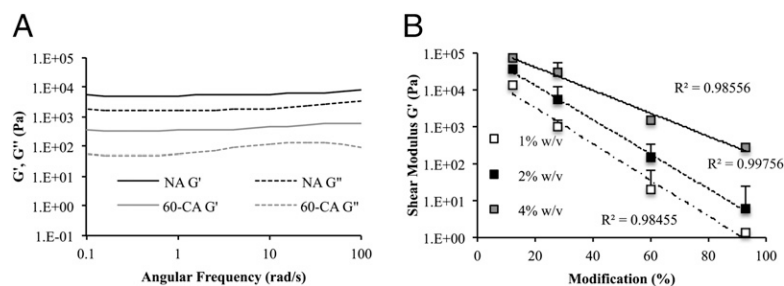 A
G', G" (Pa)
1.E+05
1.E+04
1.E+03
1.E+02
1.E+01
1.E+00
1.E-01
NA G'
NA G"
60-CA G'
60-CA G"
0.1
1
10
100
Angular Frequency (rad/s)
B
Shear Modulus G' (Pa)
1.E+05
1.E+04
1.E+03
1.E+02
1.E+01
1.E+00
R² = 0.98556
R² = 0.99756
R² = 0.98455
1% w/v
2% w/v
4% w/v
0
20
40
60
80
100
Modification (%)